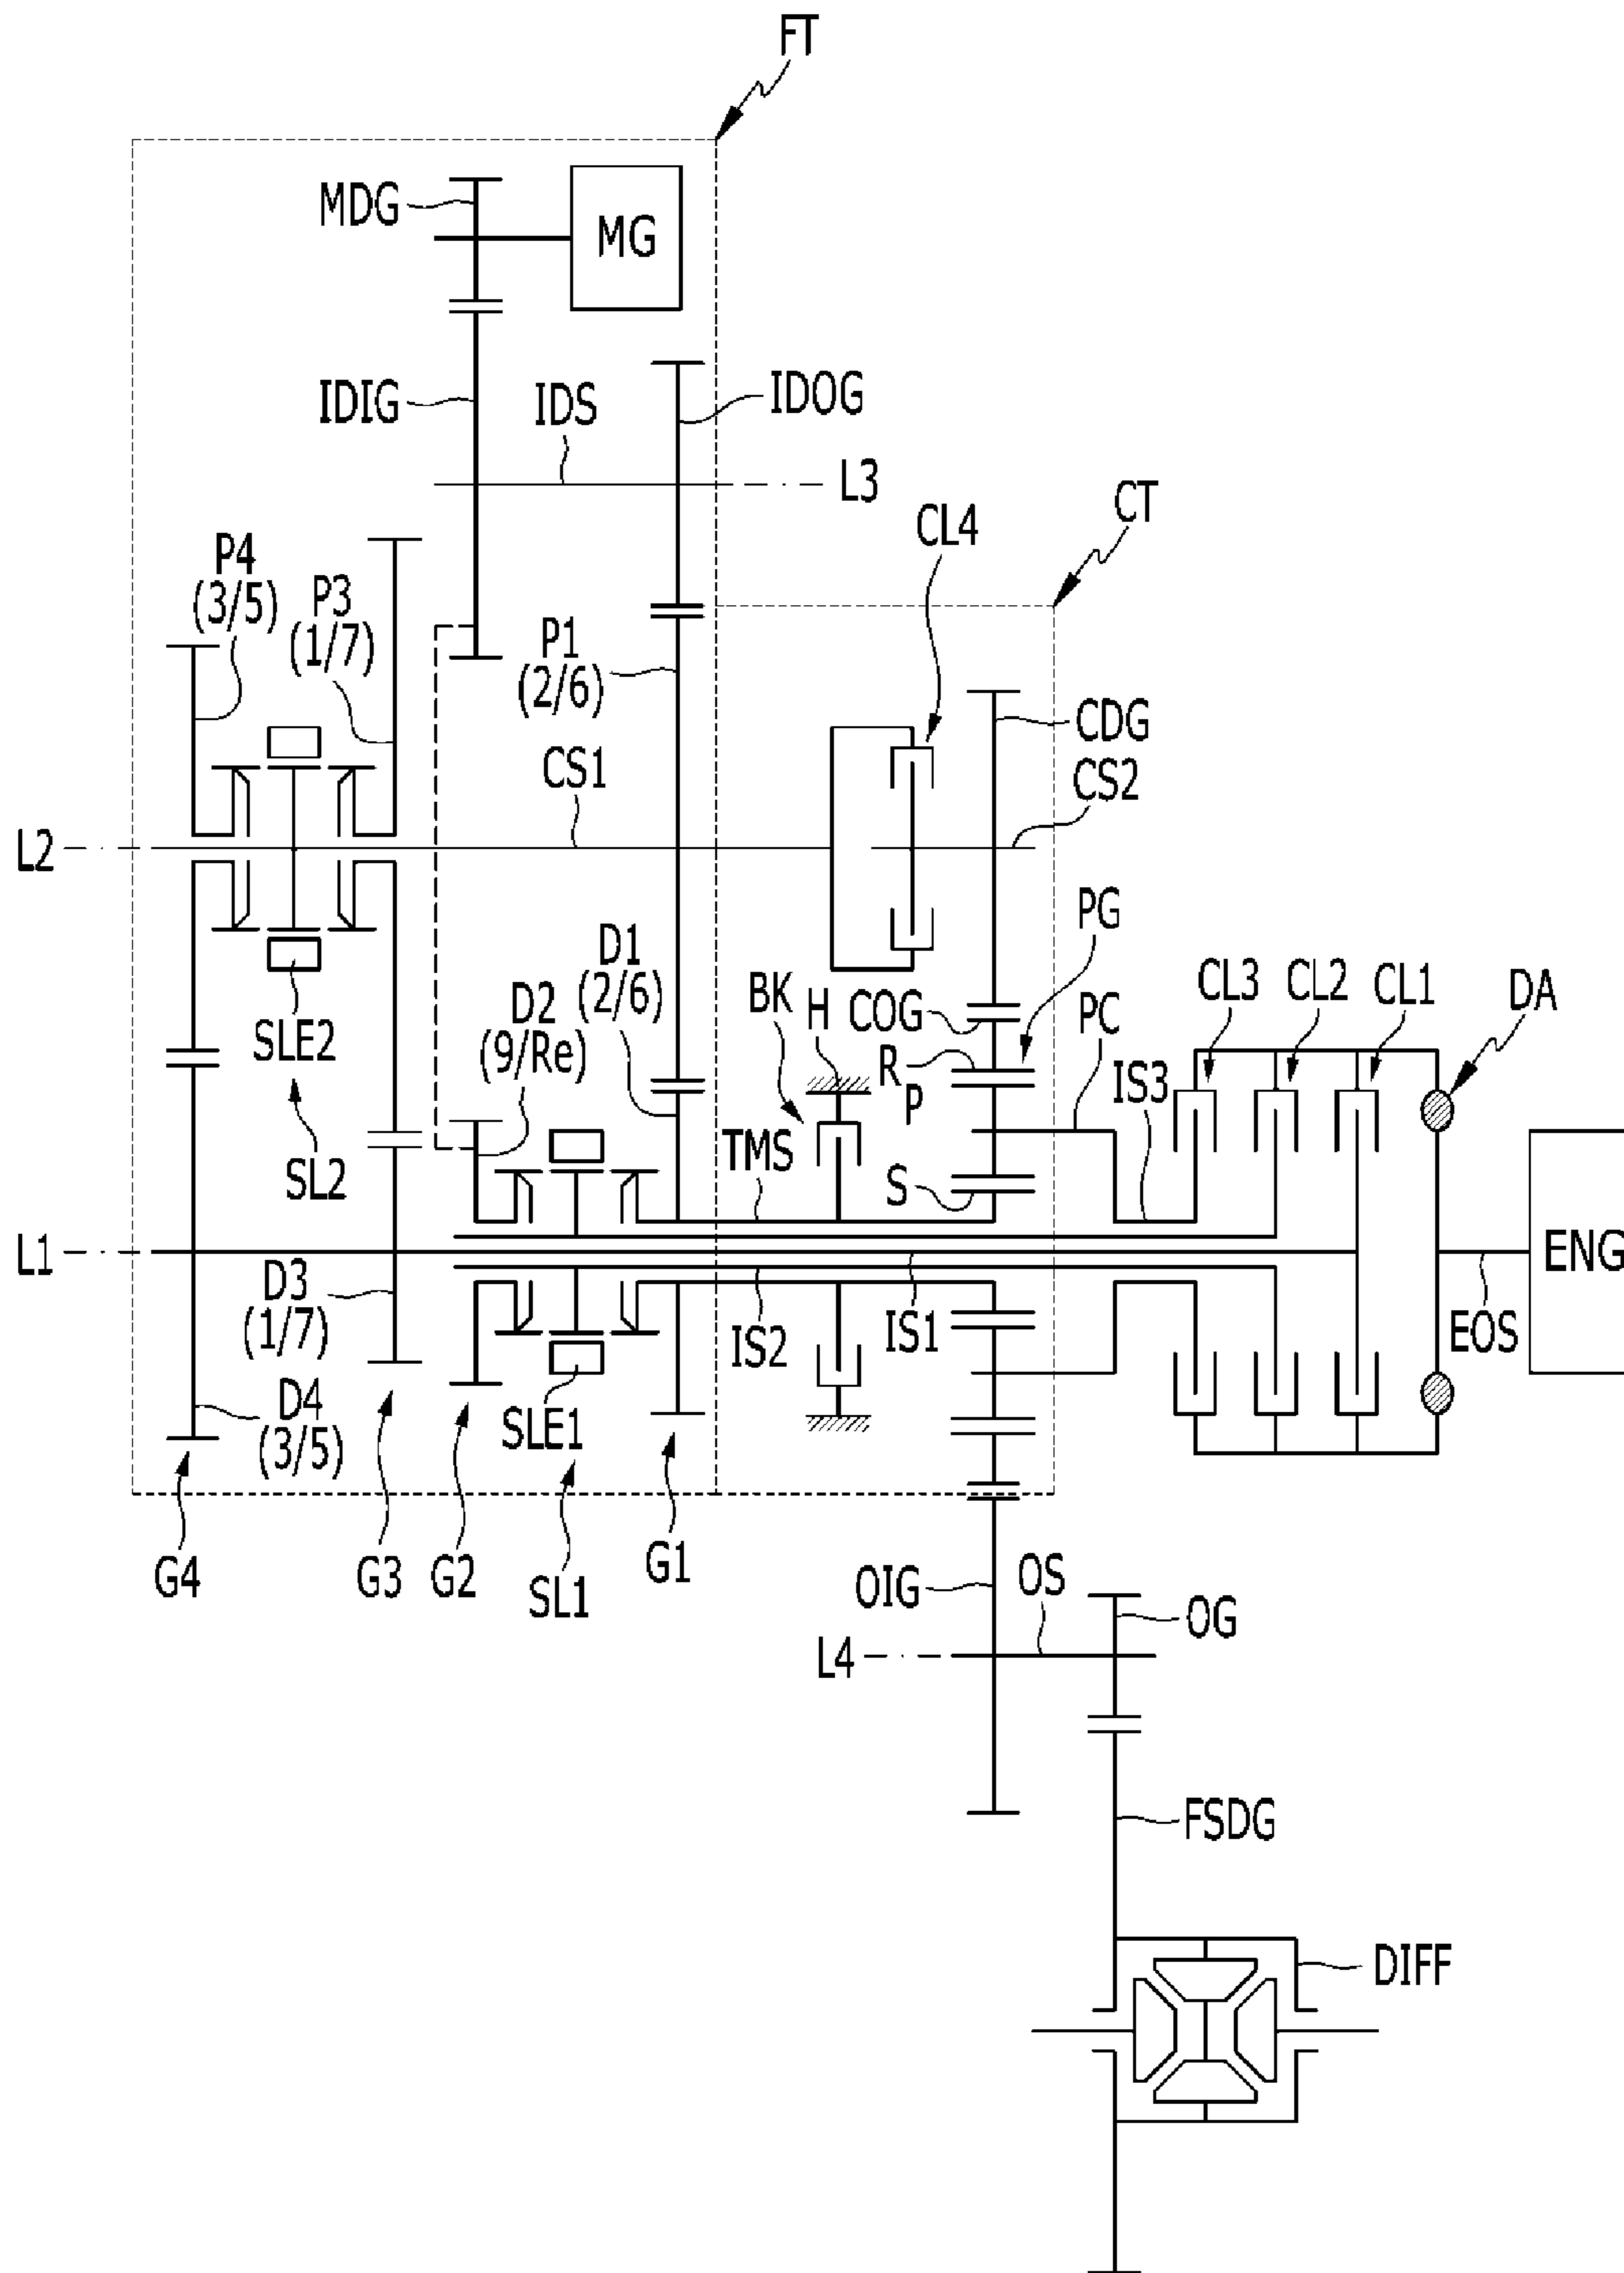 FT
MDG
MG
IDIG
IDS
IDOG
L3
CT
CL4
P4
(3/5)
P3
(1/7)
P1
(2/6)
CDG
CS1
CS2
L2
PG
D1
(2/6)
BK
H
COG
PC
CL3
CL2
CL1
DA
D2
(9/Re)
SLE2
R
P
IS3
TMS
S
SL2
L1
ENG
D3
(1/7)
IS2
IS1
EOS
D4
(3/5)
SLE1
G4
G3
G2
SL1
G1
OIG
OS
OG
L4
FSDG
DIFF